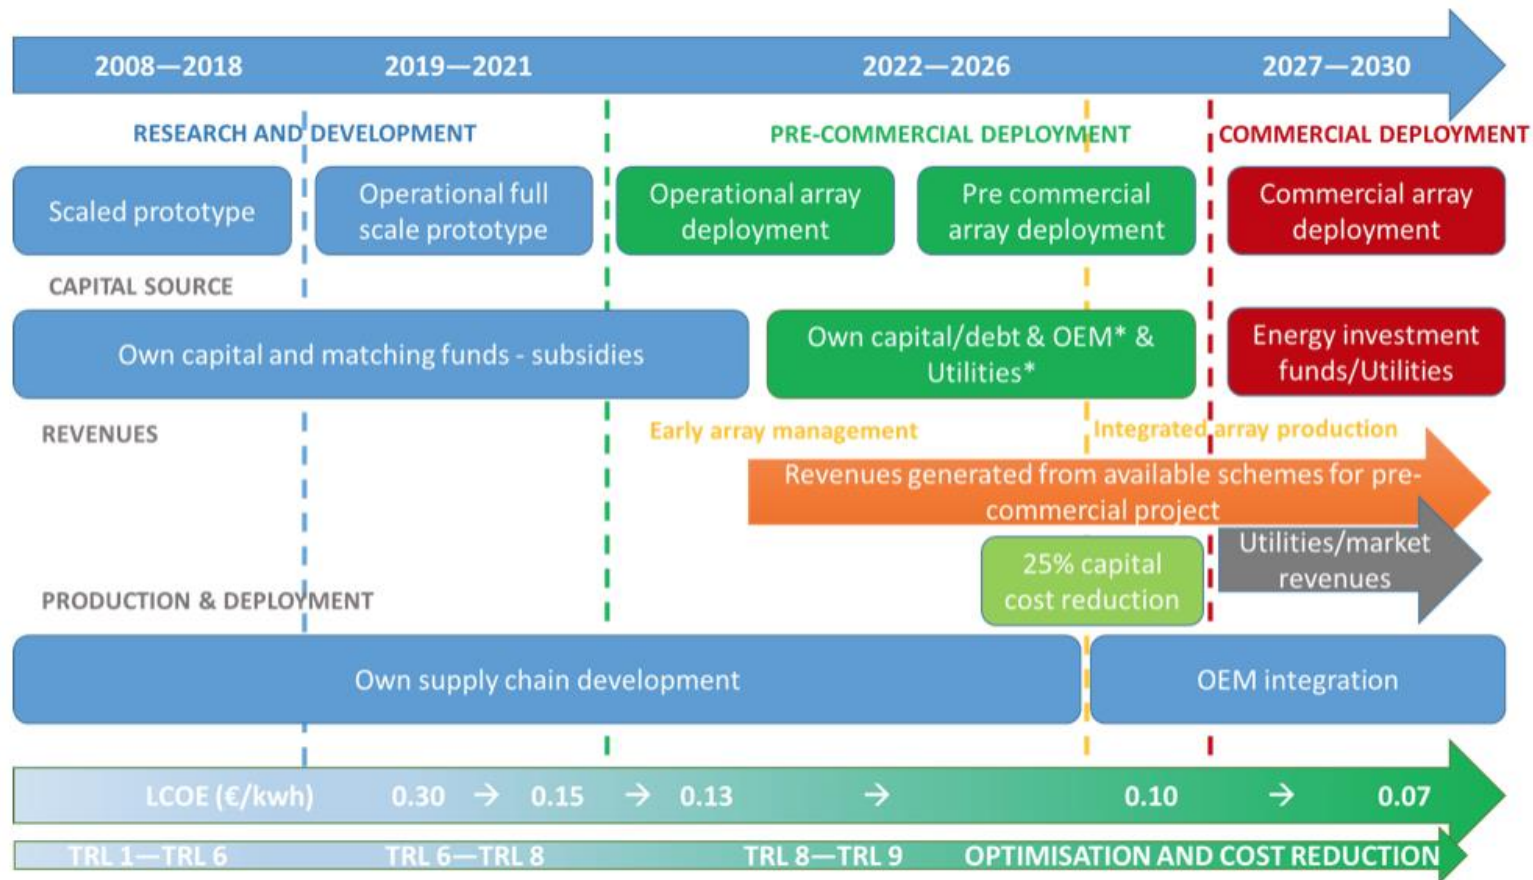 2008—2018 2019—2021 2022—2026 2027—2030
RESEARCH AND DEVELOPMENT PRE-COMMERCIAL DEPLOYMENT COMMERCIAL DEPLOYMENT
Scaled prototype
Operational full
scale prototype
Operational array
deployment
Pre commercial
array deployment
Commercial array
deployment
CAPITAL SOURCE
Own capital and matching funds - subsidies
Own capital/debt & OEM* &
Utilities*
Energy investment
funds/Utilities
REVENUES
Early array management
Integrated array production
Revenues generated from available schemes for pre-
commercial project
25% capital
cost reduction
Utilities/market
revenues
PRODUCTION & DEPLOYMENT
Own supply chain development
OEM integration
LCOE (€/kwh) 0.30 → 0.15 → 0.13 → 0.10 → 0.07
TRL 1—TRL 6 TRL 6—TRL 8 TRL 8—TRL 9 OPTIMISATION AND COST REDUCTION